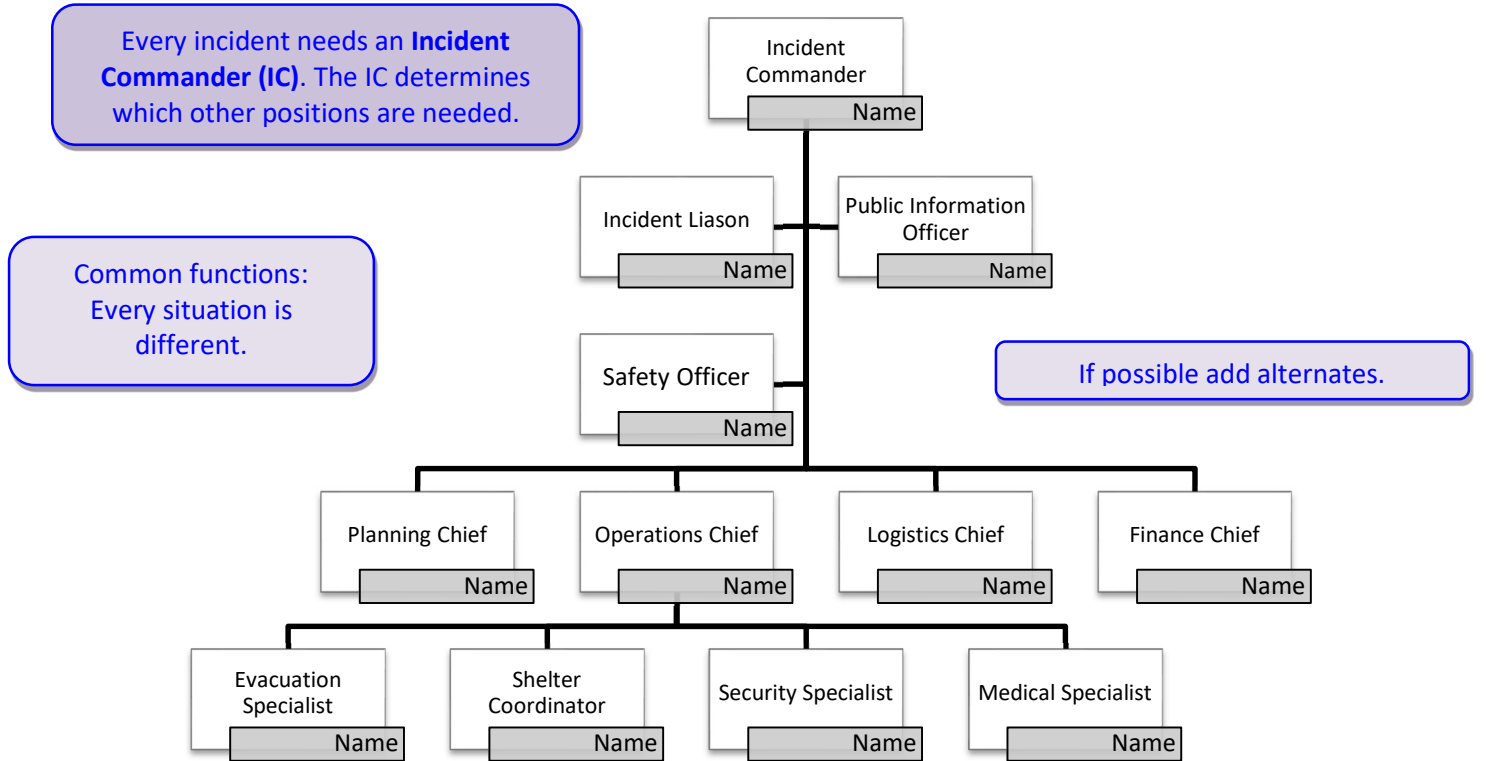 Every incident needs an Incident
Commander (IC). The IC determines
which other positions are needed.
Incident
Commander
Name
Incident Liason
Name
Public Information
Officer
Name
Common functions:
Every situation is
different.
Safety Officer
Name
If possible add alternates.
Planning Chief
Name
Operations Chief
Name
Logistics Chief
Name
Finance Chief
Name
Evacuation
Specialist
Name
Shelter
Coordinator
Name
Security Specialist
Name
Medical Specialist
Name